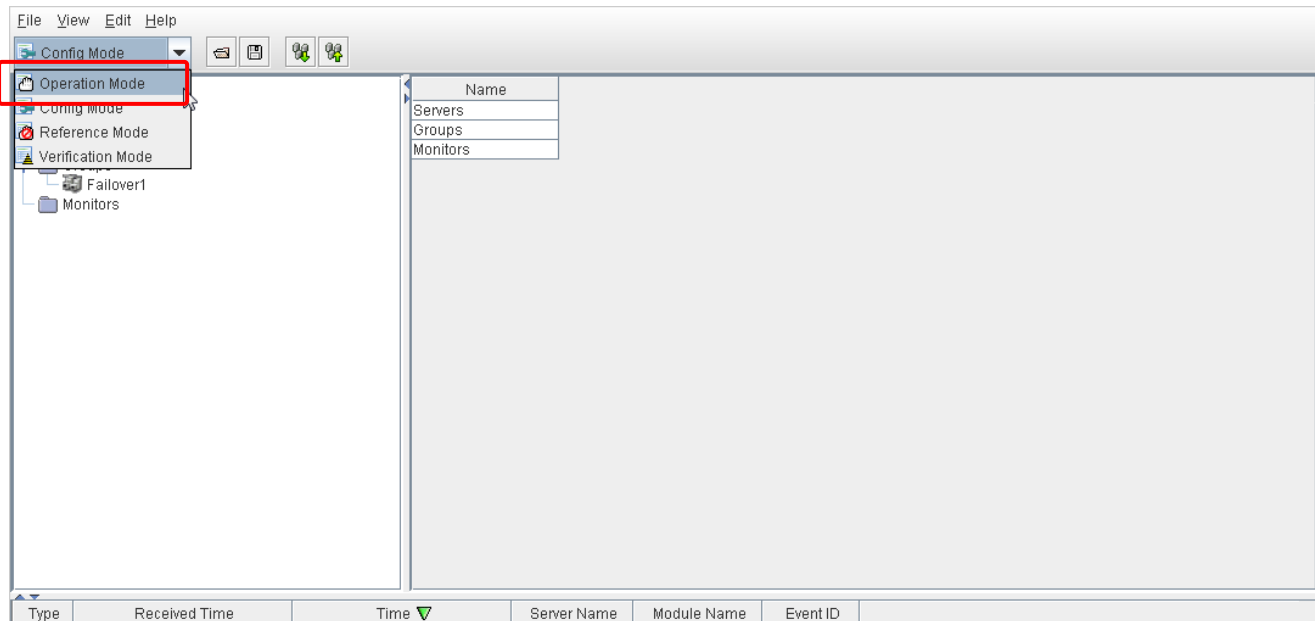 File View Edit Help
Config Mode
Operation Mode
Config Mode
Reference Mode
Verification Mode
Failover1
Monitors
Name
Servers
Groups
Monitors
Type Received Time Time Server Name Module Name Event ID